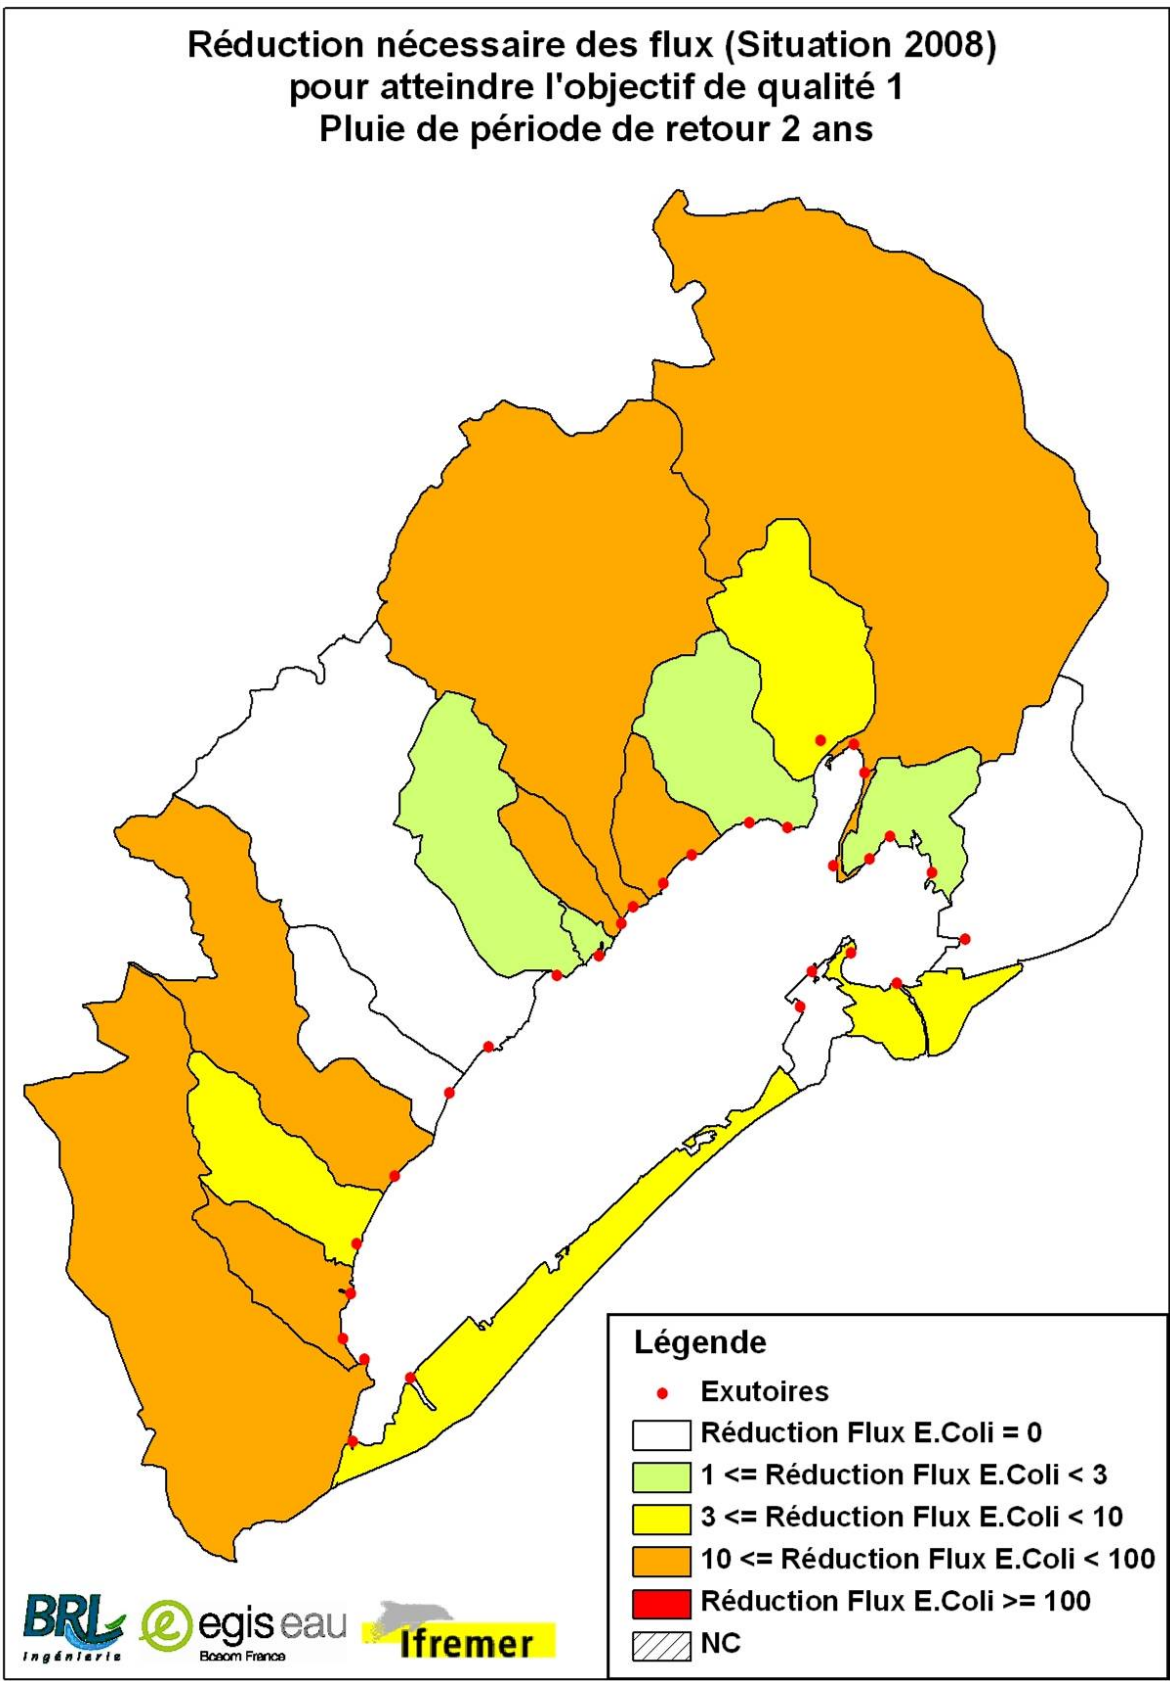 Réduction nécessaire des flux (Situation 2008)
pour atteindre l'objectif de qualité 1
Pluie de période de retour 2 ans
Légende
Exutoires
Réduction Flux E.Coli = 0
1 <= Réduction Flux E.Coli < 3
3 <= Réduction Flux E.Coli < 10
10 <= Réduction Flux E.Coli < 100
Réduction Flux E.Coli >= 100
NC
BRL
Ingénierie
e egis eau
Bceom France
Ifremer